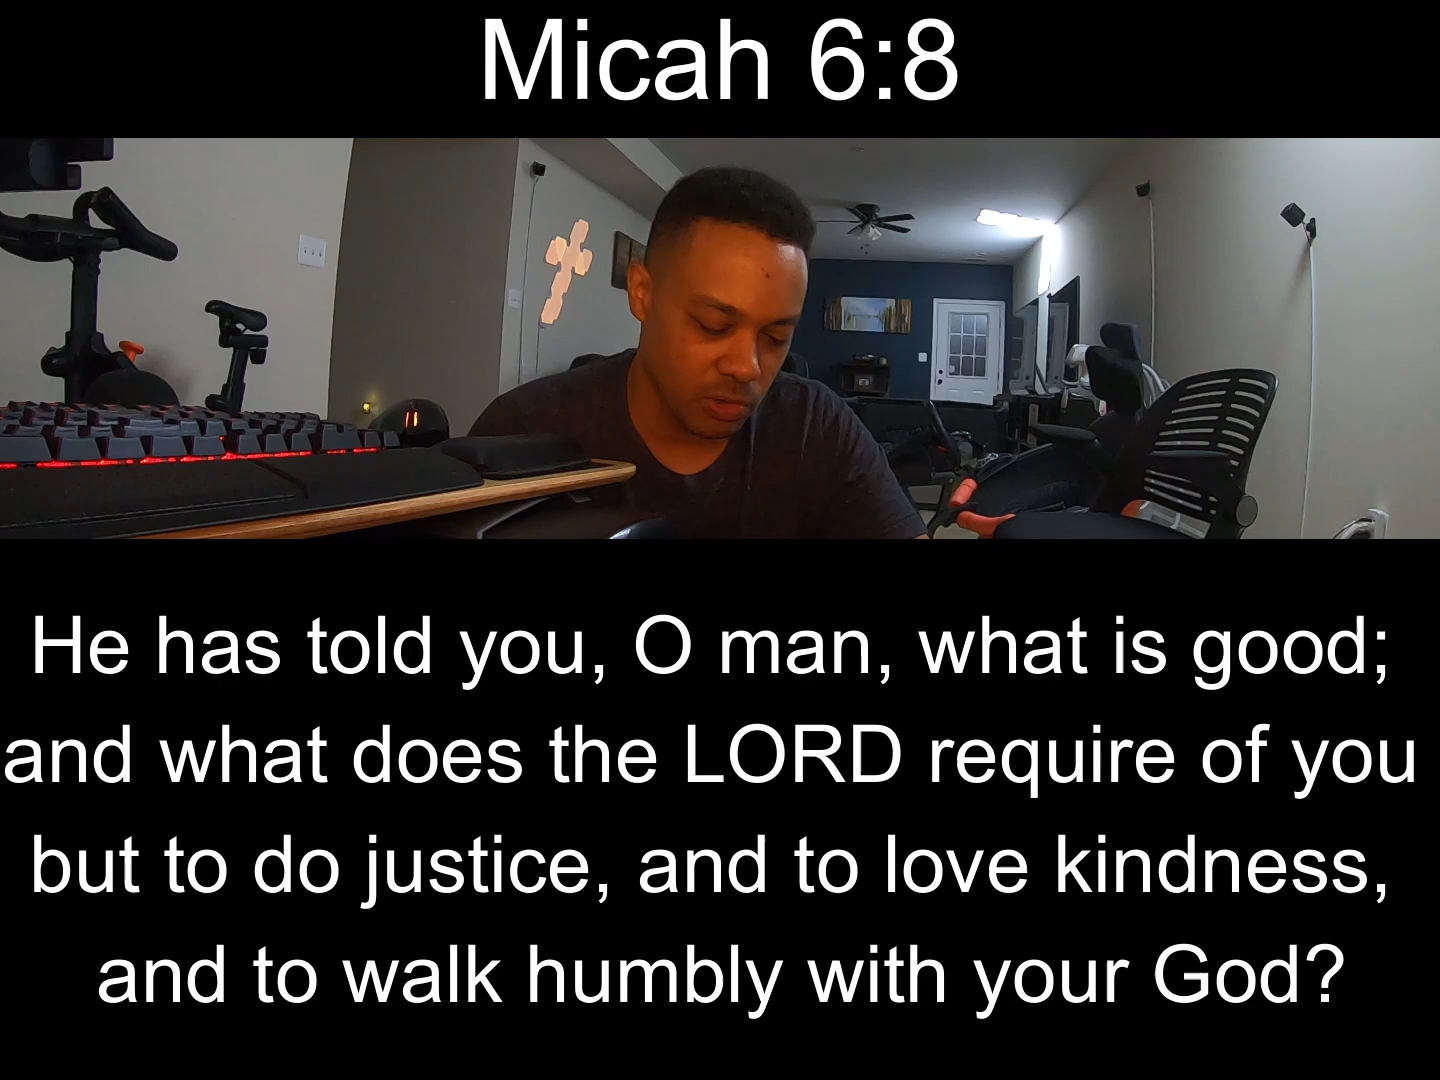 Micah 6:8
He has told you, O man, what is good;
and what does the LORD require of you
but to do justice, and to love kindness,
and to walk humbly with your God?